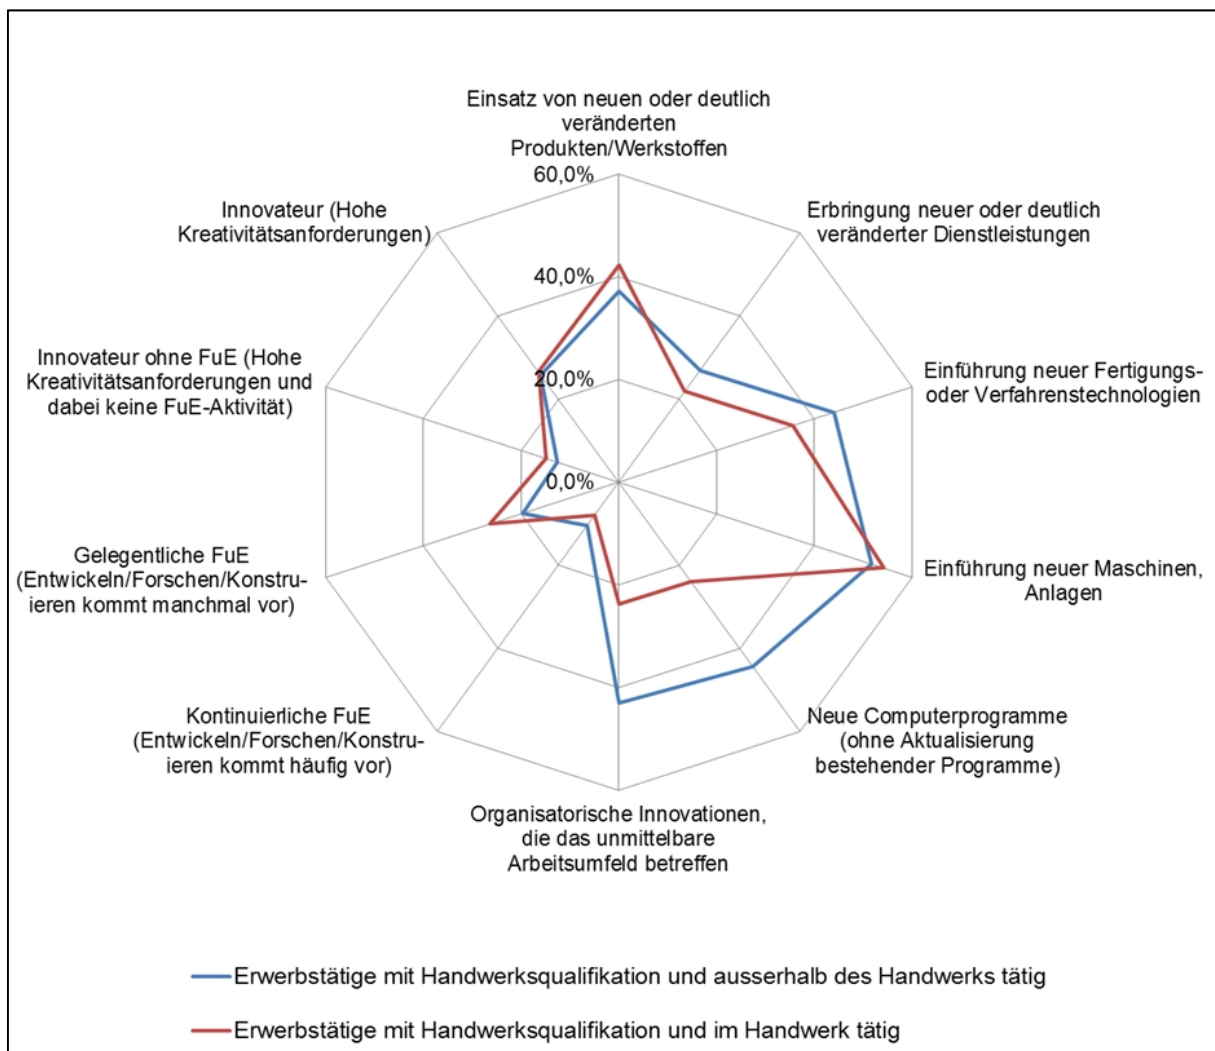 Einsatz von neuen oder deutlich
veränderten
Produkten/Werkstoffen
60,0%
Erbringung neuer oder deutlich
veränderter Dienstleistungen
Innovateur (Hohe
Kreativitätsanforderungen)
40,0%
Einführung neuer Fertigungs-
oder Verfahrenstechnologien
Innovateur ohne FuE (Hohe
Kreativitätsanforderungen und
dabei keine FuE-Aktivität)
20,0%
0,0%
Einführung neuer Maschinen,
Anlagen
Gelegentliche FuE
(Entwickeln/Forschen/Konstru-
ieren kommt manchmal vor)
Neue Computerprogramme
(ohne Aktualisierung
bestehender Programme)
Kontinuierliche FuE
(Entwickeln/Forschen/Konstru-
ieren kommt häufig vor)
Organisatorische Innovationen,
die das unmittelbare
Arbeitsumfeld betreffen
Erwerbstätige mit Handwerksqualifikation und ausserhalb des Handwerks tätig
Erwerbstätige mit Handwerksqualifikation und im Handwerk tätig